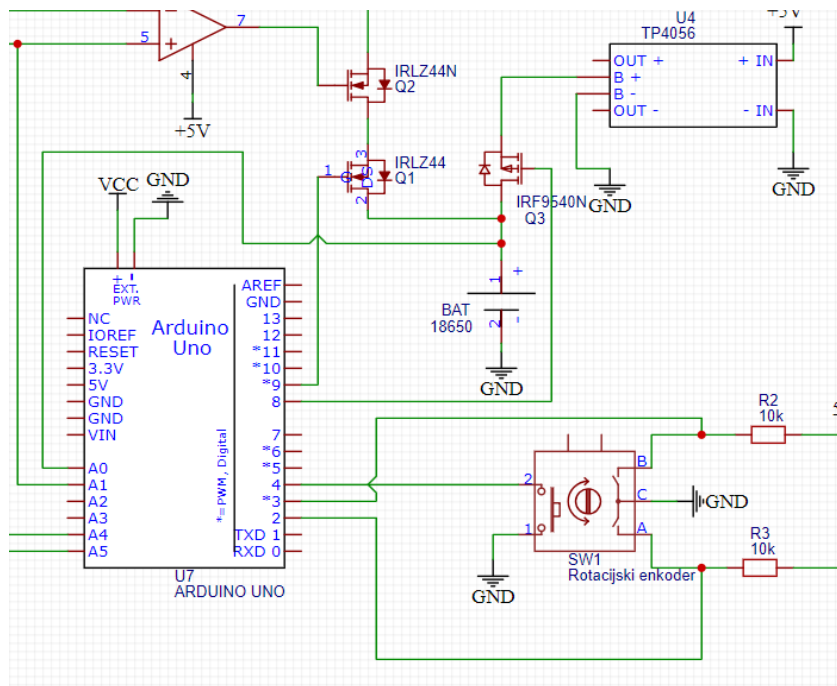 7
5
4
+5V
IRLZ44N
Q2
3
1
G
D
S
2
IRLZ44
Q1
U4
TP4056
+5V
OUT +
B +
B -
OUT -
+ IN
- IN
GND
GND
IRF9540N
Q3
VCC
GND
+
-
EXT.
PWR
Arduino
Uno
NC
IOREF
RESET
3.3V
5V
GND
GND
VIN
A0
A1
A2
A3
A4
A5
AREF
GND
13
12
*11
*10
*9
8
7
*6
*5
4
*3
2
TXD 1
RXD 0
*=PWM, Digital
U7
ARDUINO UNO
1
+
BAT
18650
2
-
GND
R2
10k
2
1
B
C
A
GND
GND
SW1
Rotacijski enkoder
R3
10k